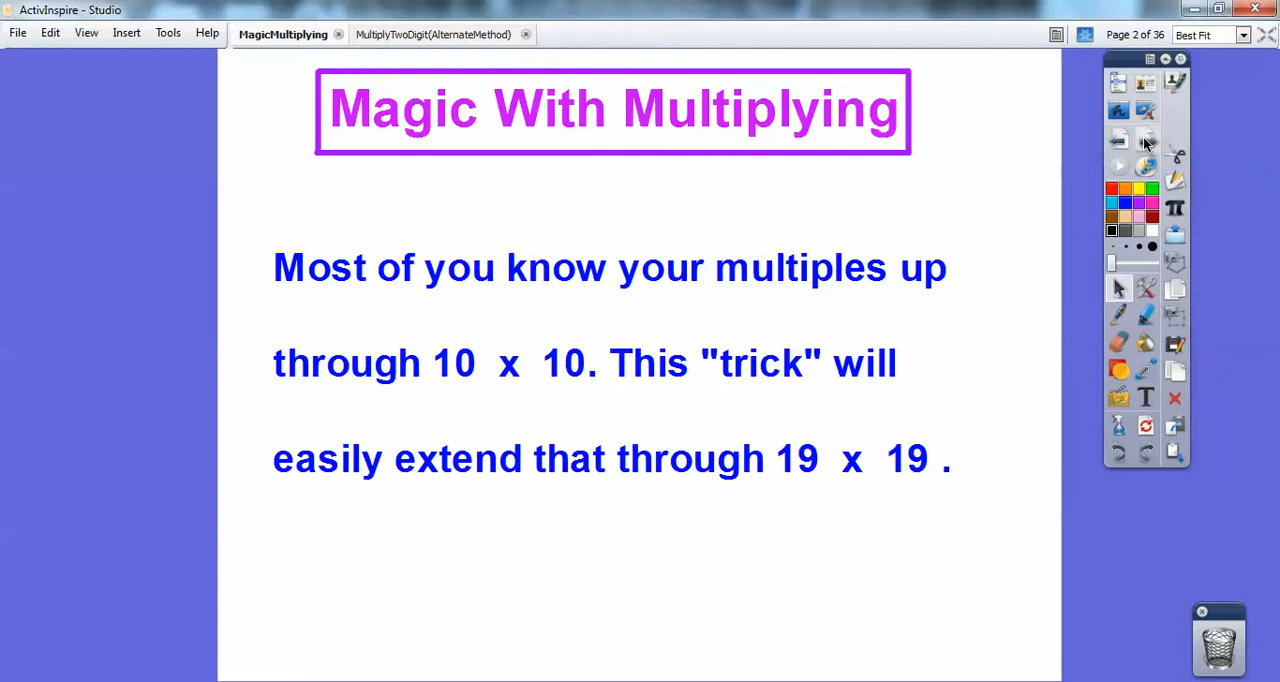 ActivInspire - Studio
File Edit View Insert Tools Help
MagicMultiplying MultiplyTwoDigit(AlternateMethod)
Page 2 of 36 Best Fit
Magic With Multiplying
Most of you know your multiples up
through 10 x 10. This "trick" will
easily extend that through 19 x 19 .